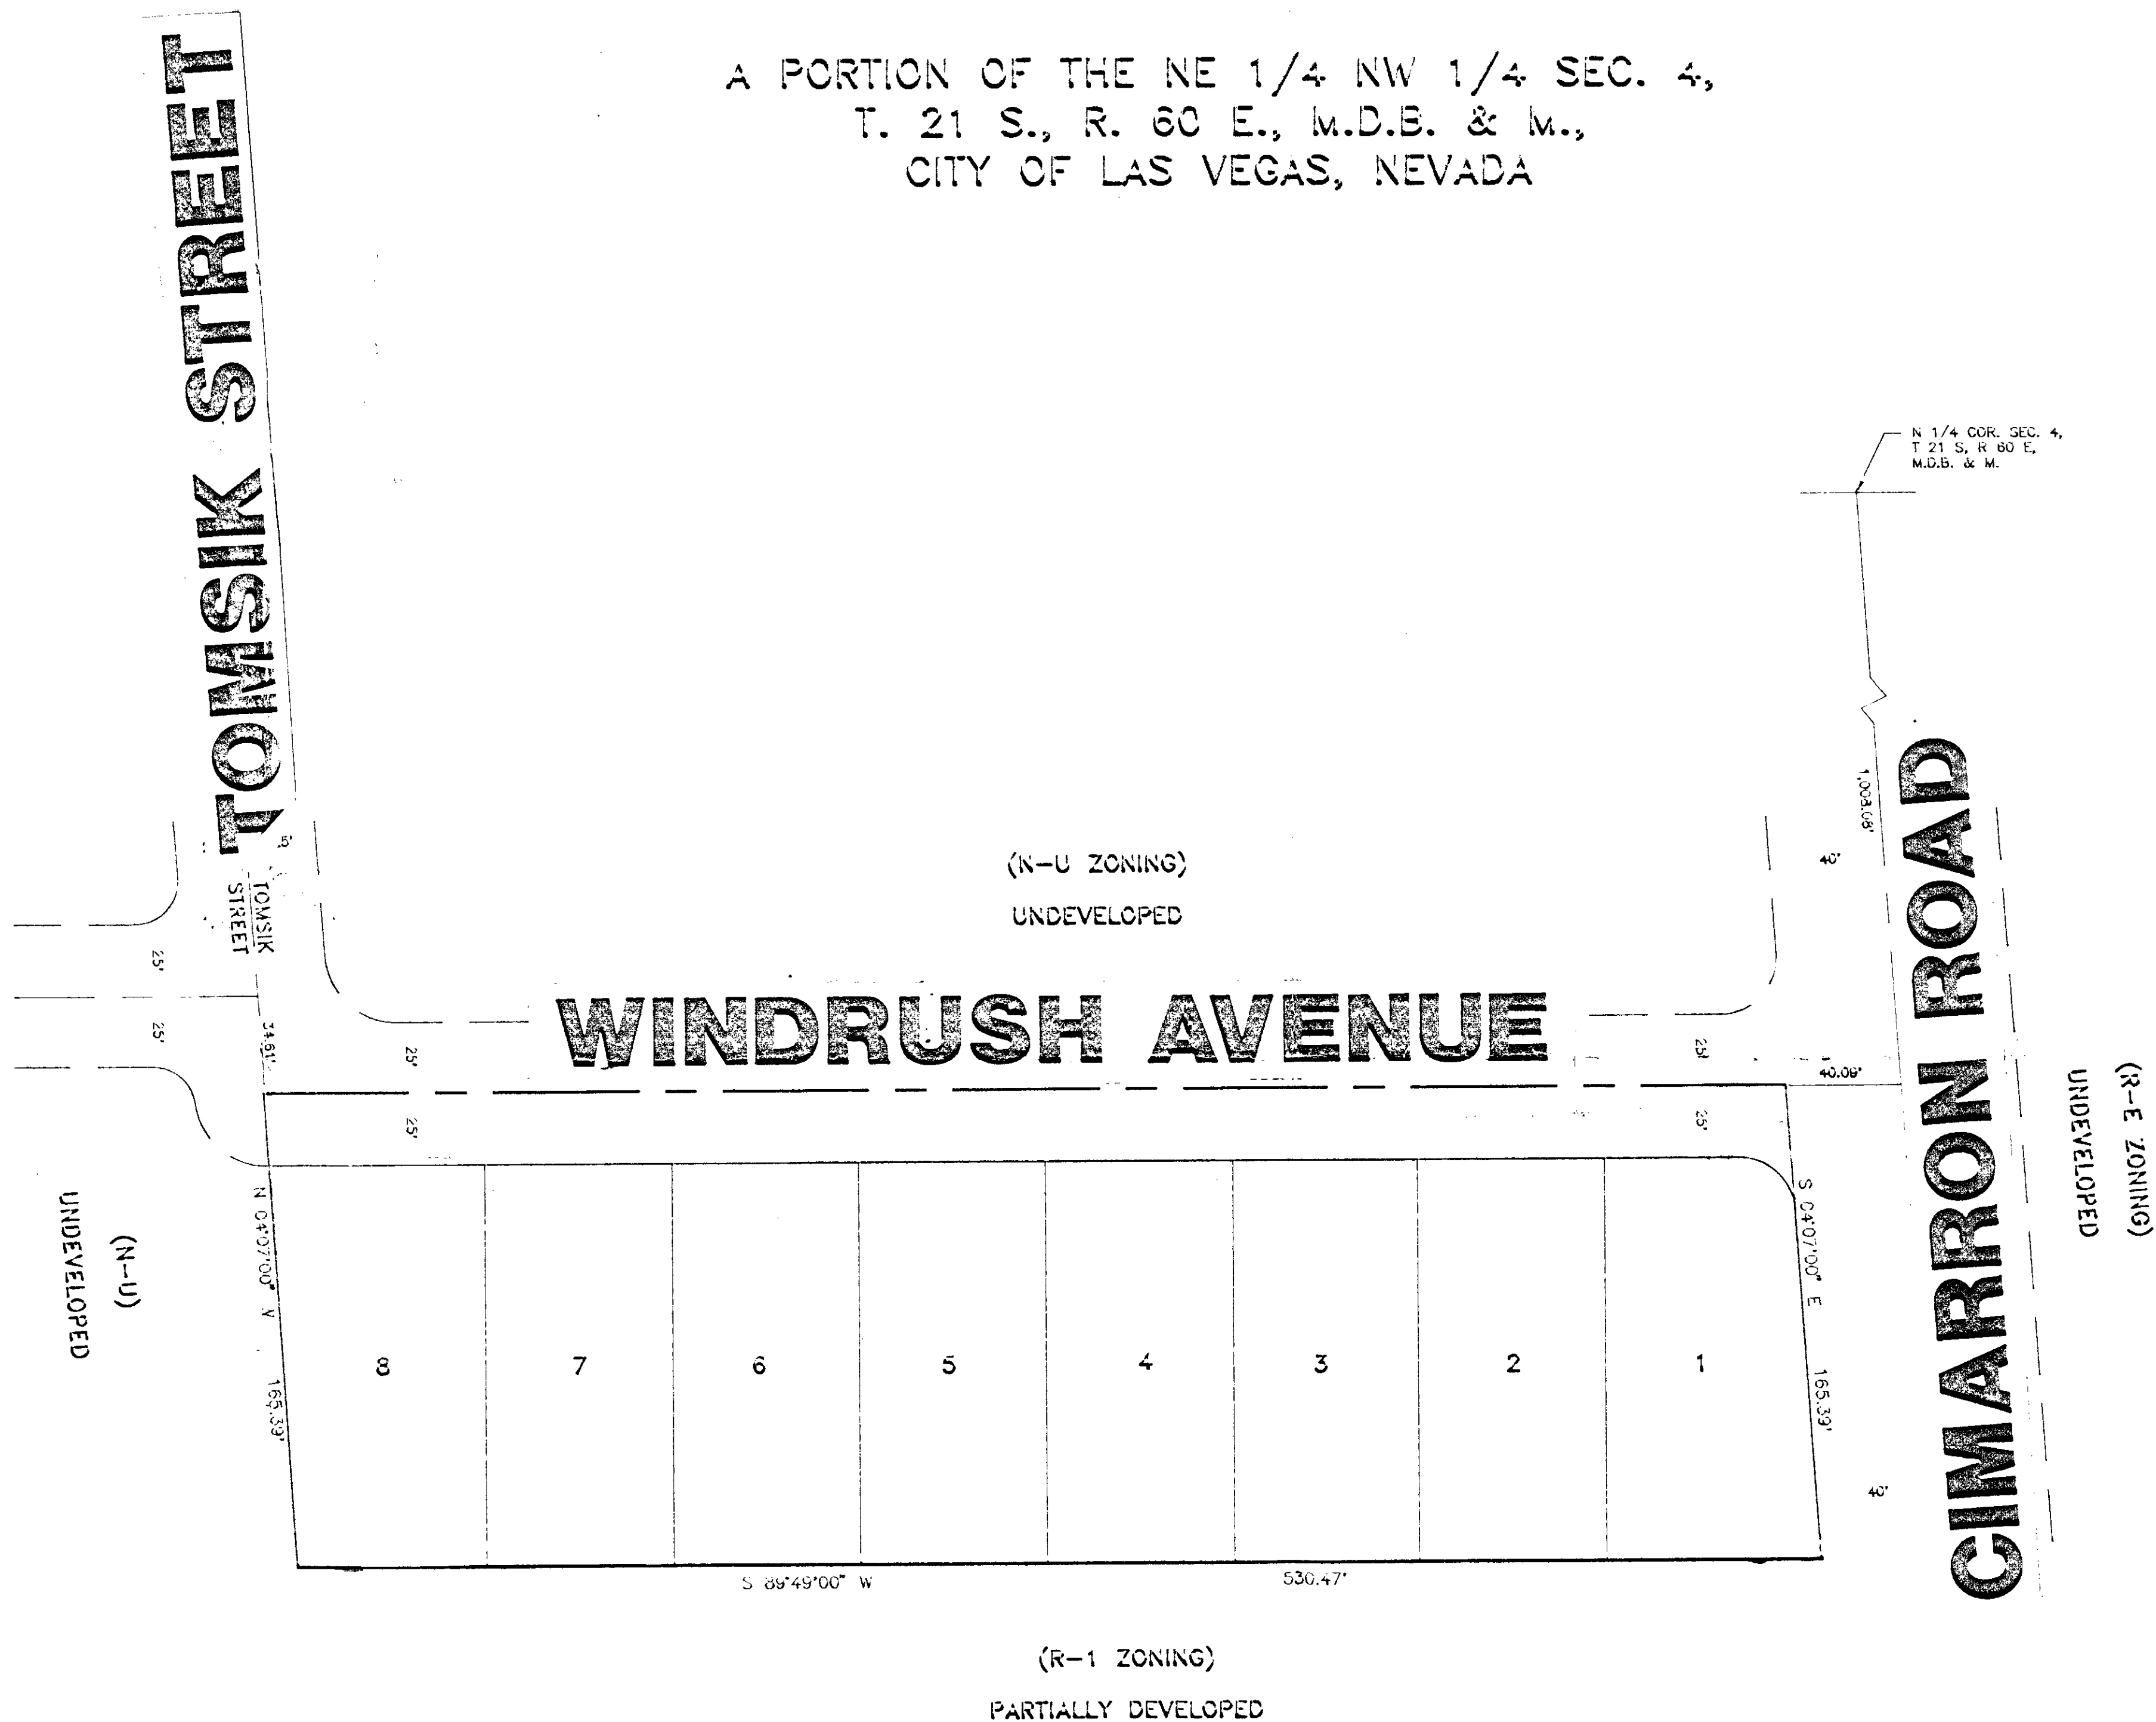 A PORTION OF THE NE 1/4 NW 1/4 SEC. 4,
T. 21 S., R. 60 E., M.D.B. & M.,
CITY OF LAS VEGAS, NEVADA
TOMSIK STREET
N 1/4 COR. SEC. 4,
T 21 S, R 60 E,
M.D.B. & M.
1,008.08'
40'
CIMARRON ROAD
TOMSIK
STREET
(N-U ZONING)
UNDEVELOPED
25'
25'
34.61'
25'
WINDRUSH AVENUE
25'
40.09'
25'
25'
(R-E ZONING)
UNDEVELOPED
(N-U)
UNDEVELOPED
N 04°07'00" W
165.39'
8
7
6
5
4
3
2
1
S 04°07'00" E
165.39'
40'
S 89°49'00" W
530.47'
(R-1 ZONING)
PARTIALLY DEVELOPED